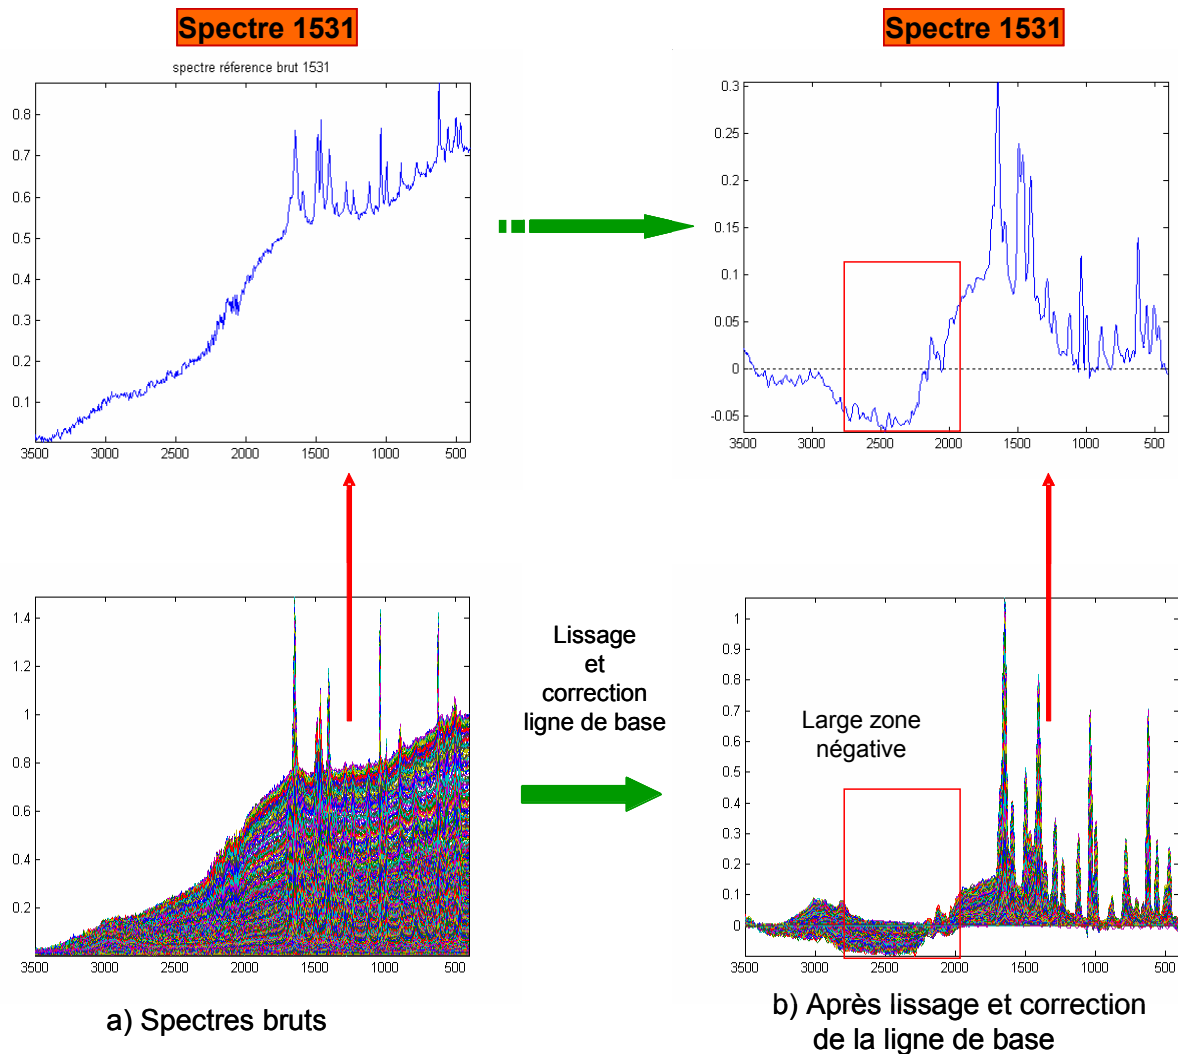 Spectre 1531
Spectre 1531
spectre réference brut 1531
0.8
0.7
0.6
0.5
0.4
0.3
0.2
0.1
3500 3000 2500 2000 1500 1000 500
0.3
0.25
0.2
0.15
0.1
0.05
0
-0.05
3500 3000 2500 2000 1500 1000 500
1.4
1.2
1
0.8
0.6
0.4
0.2
3500 3000 2500 2000 1500 1000 500
Lissage
et
correction
ligne de base
1
0.9
0.8
0.7
0.6
0.5
0.4
0.3
0.2
0.1
0
Large zone
négative
3500 3000 2500 2000 1500 1000 500
a) Spectres bruts
b) Après lissage et correction
de la ligne de base